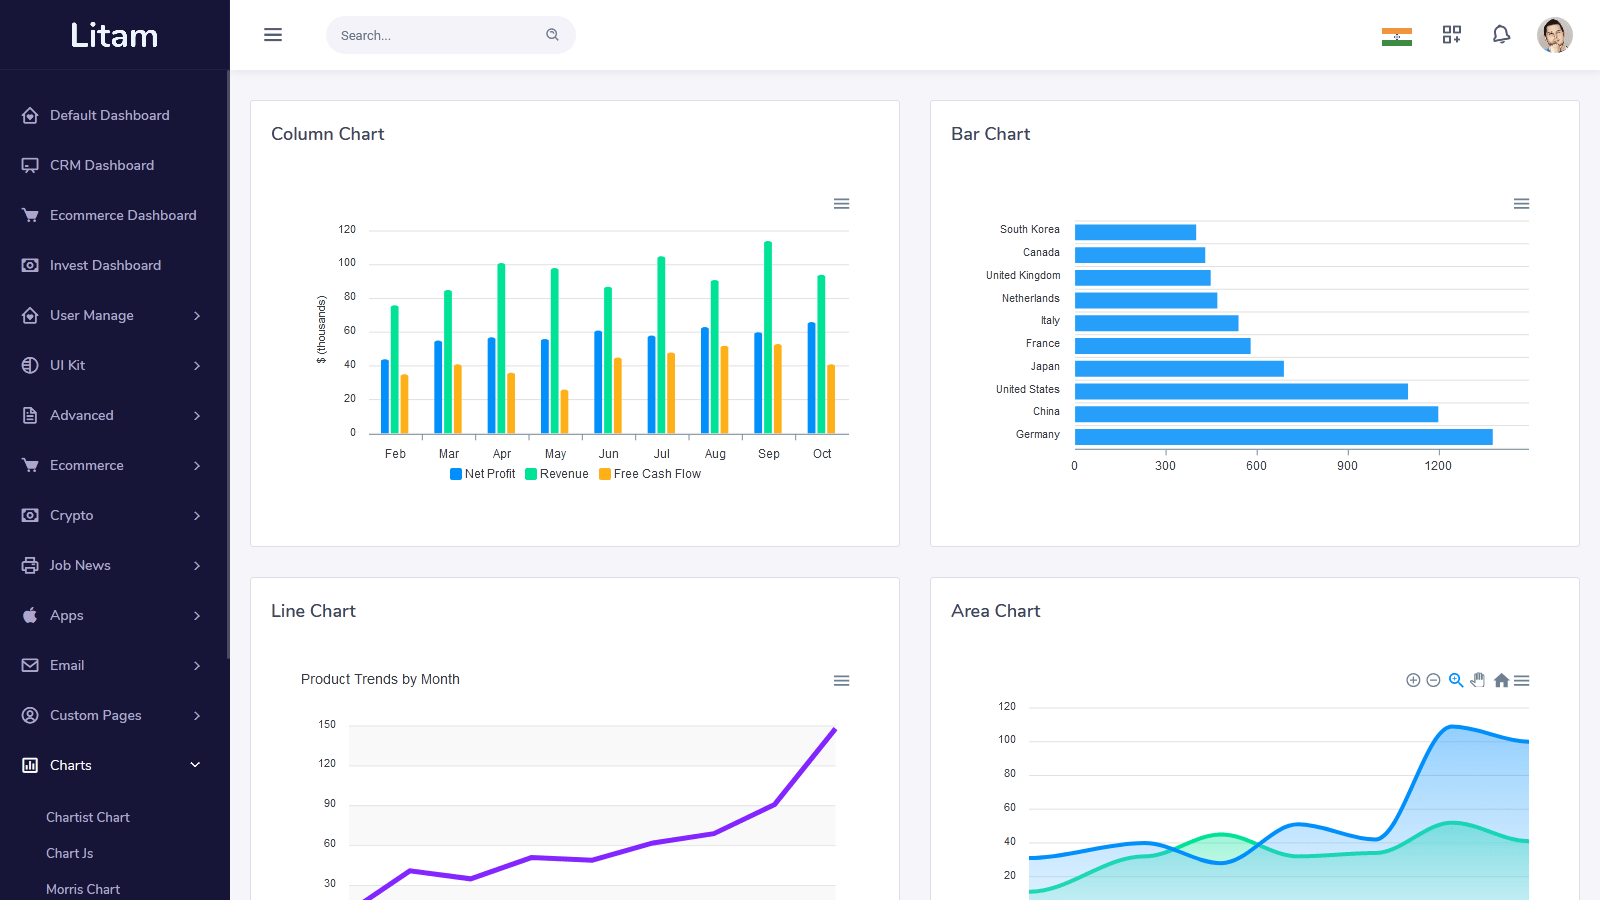 Litam
Search...
Default Dashboard
CRM Dashboard
Ecommerce Dashboard
Invest Dashboard
User Manage
UI Kit
Advanced
Ecommerce
Crypto
Job News
Apps
Email
Custom Pages
Charts
Chartist Chart
Chart Js
Morris Chart
Column Chart
120
100
80
60
40
20
0
$ (thousands)
Feb Mar Apr May Jun Jul Aug Sep Oct
Net Profit Revenue Free Cash Flow
Bar Chart
South Korea
Canada
United Kingdom
Netherlands
Italy
France
Japan
United States
China
Germany
0 300 600 900 1200
Line Chart
Product Trends by Month
150
120
90
60
30
Area Chart
120
100
80
60
40
20